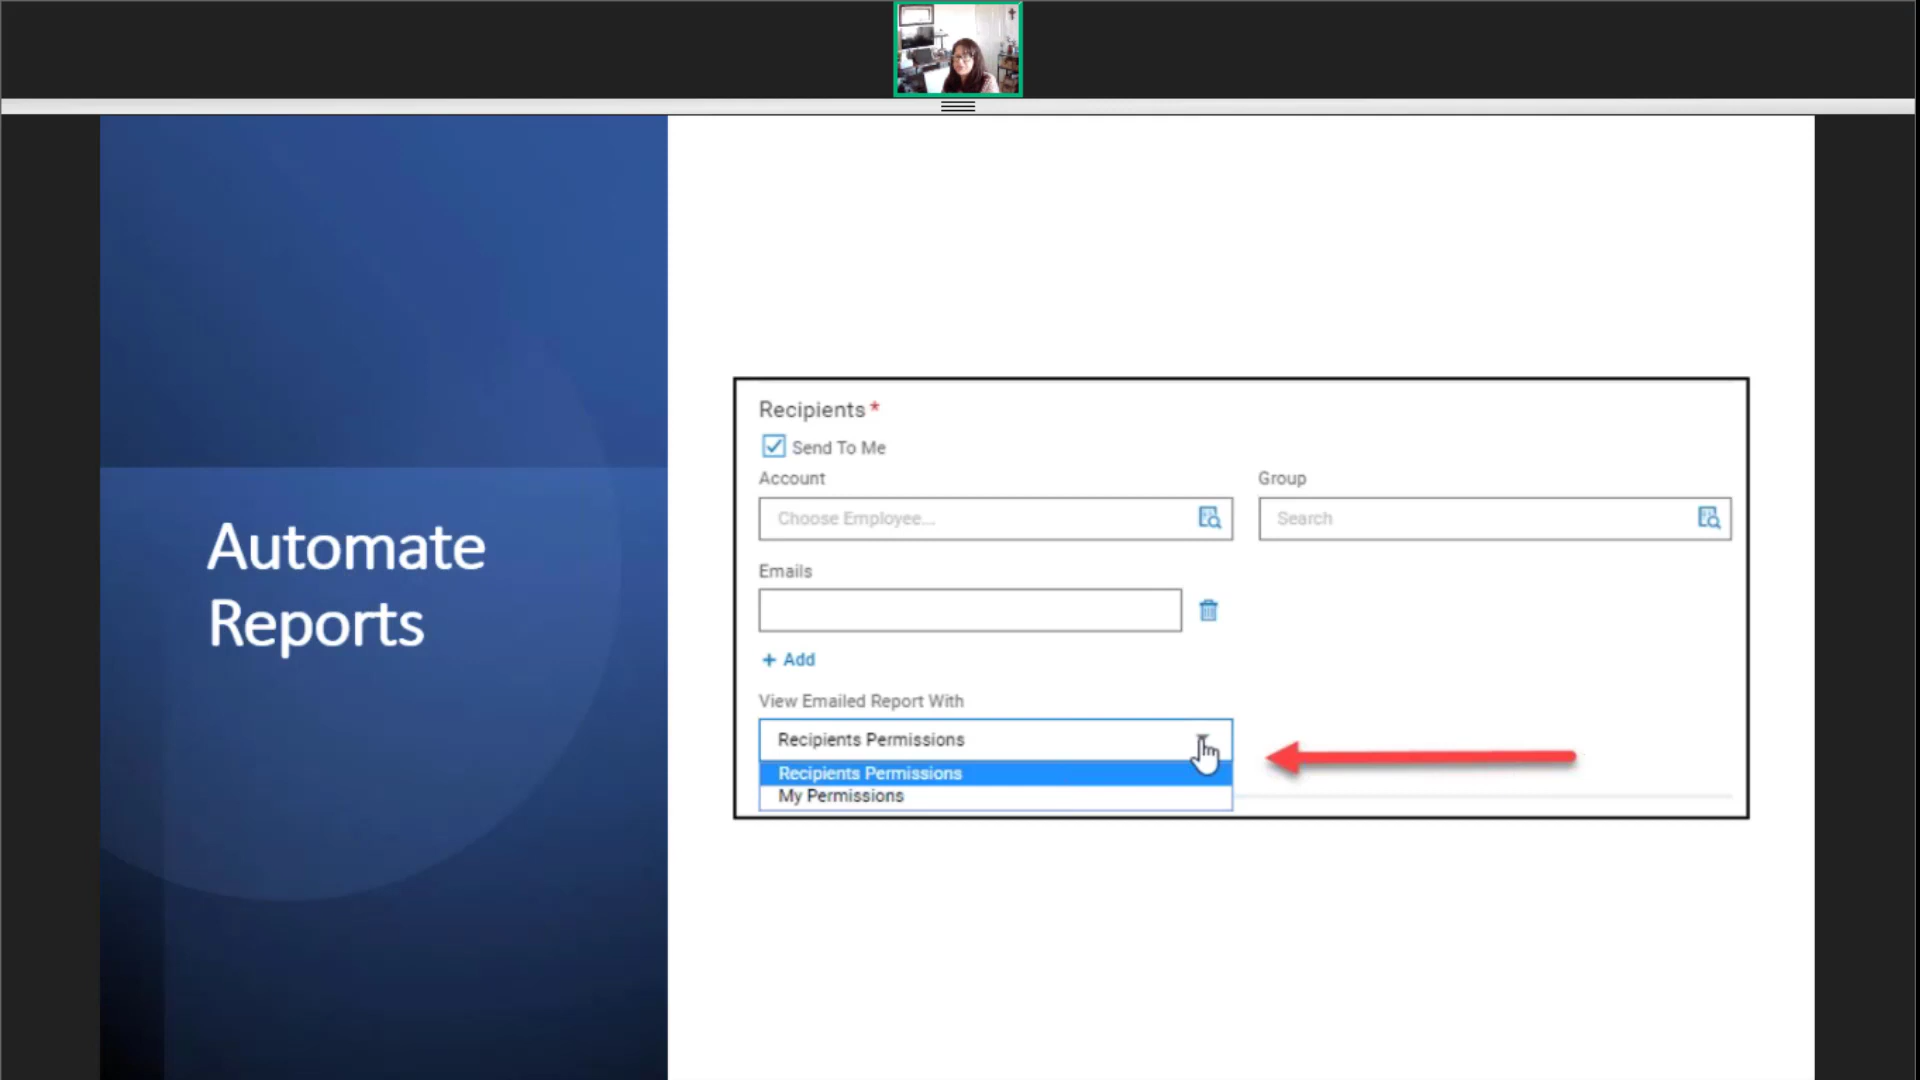 Automate
Reports
Recipients *
Send To Me
Account
Group
Choose Employee...
Search
Emails
+ Add
View Emailed Report With
Recipients Permissions
Recipients Permissions
My Permissions